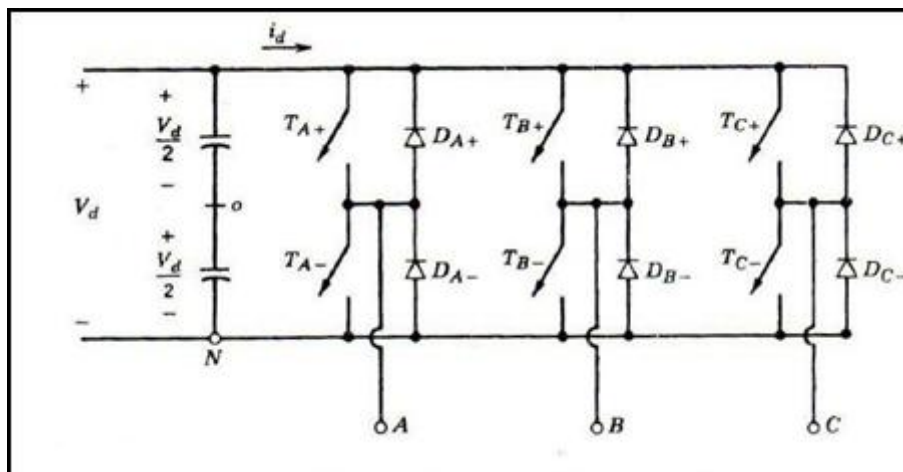 i_d
+
+
V_d
2
−
V_d
o
+
V_d
2
−
−
N
T_A+
D_A+
T_B+
D_B+
T_C+
D_C+
T_A−
D_A−
T_B−
D_B−
T_C−
D_C−
A
B
C